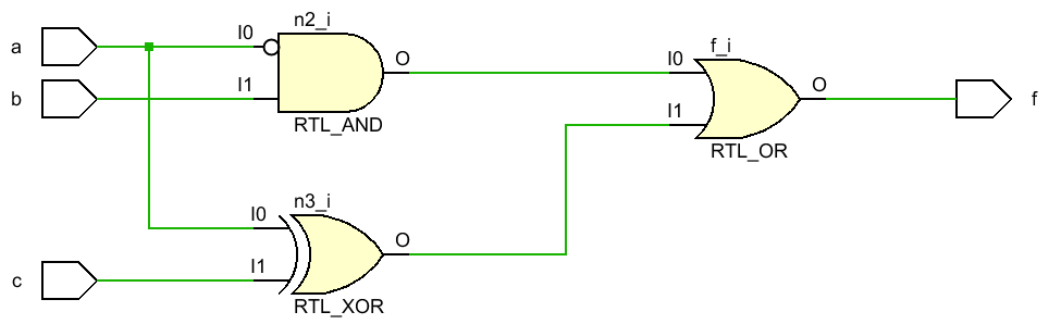 n2_i
a
I0
O
f_i
I0
b
I1
O
f
I1
RTL_AND
RTL_OR
n3_i
I0
O
c
I1
RTL_XOR